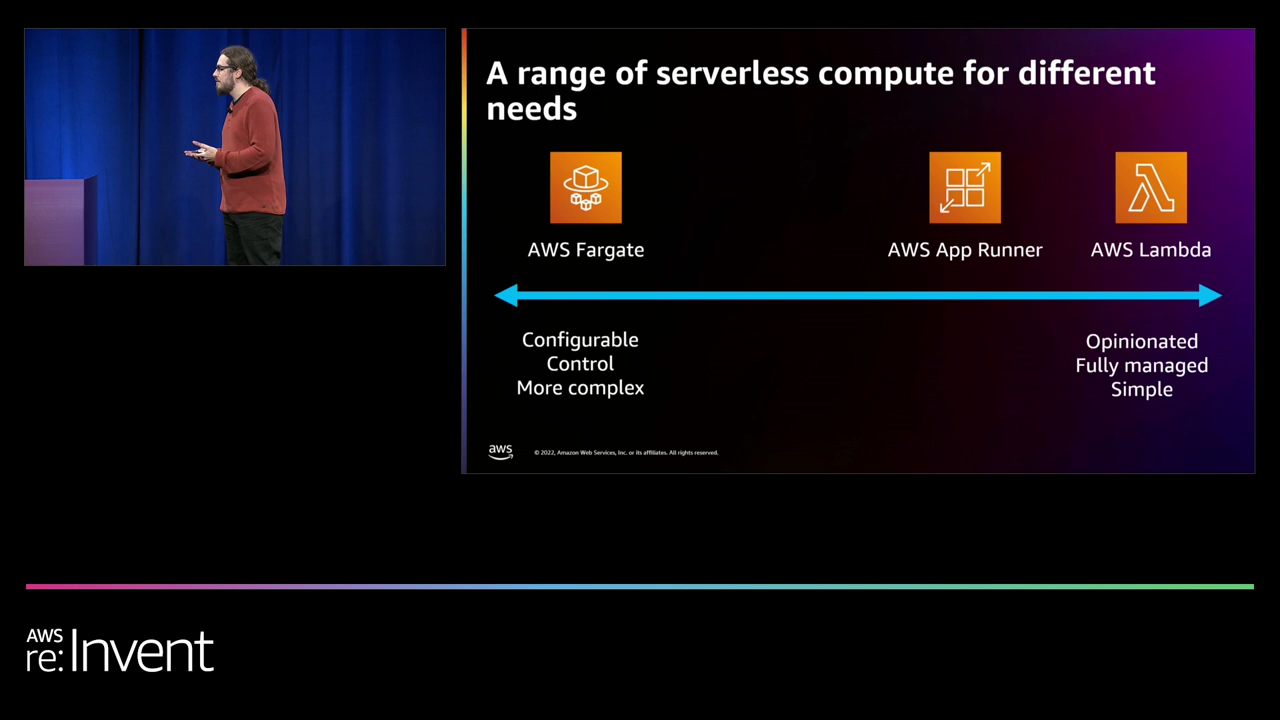 A range of serverless compute for different
needs
AWS Fargate
AWS App Runner
AWS Lambda
Configurable
Control
More complex
Opinionated
Fully managed
Simple
aws
© 2022, Amazon Web Services, Inc. or its affiliates. All rights reserved.
AWS
re:Invent